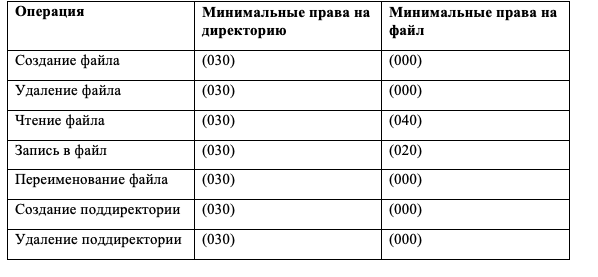 Операция Минимальные права на директорию Минимальные права на файл
Создание файла (030) (000)
Удаление файла (030) (000)
Чтение файла (030) (040)
Запись в файл (030) (020)
Переименование файла (030) (000)
Создание поддиректории (030) (000)
Удаление поддиректории (030) (000)